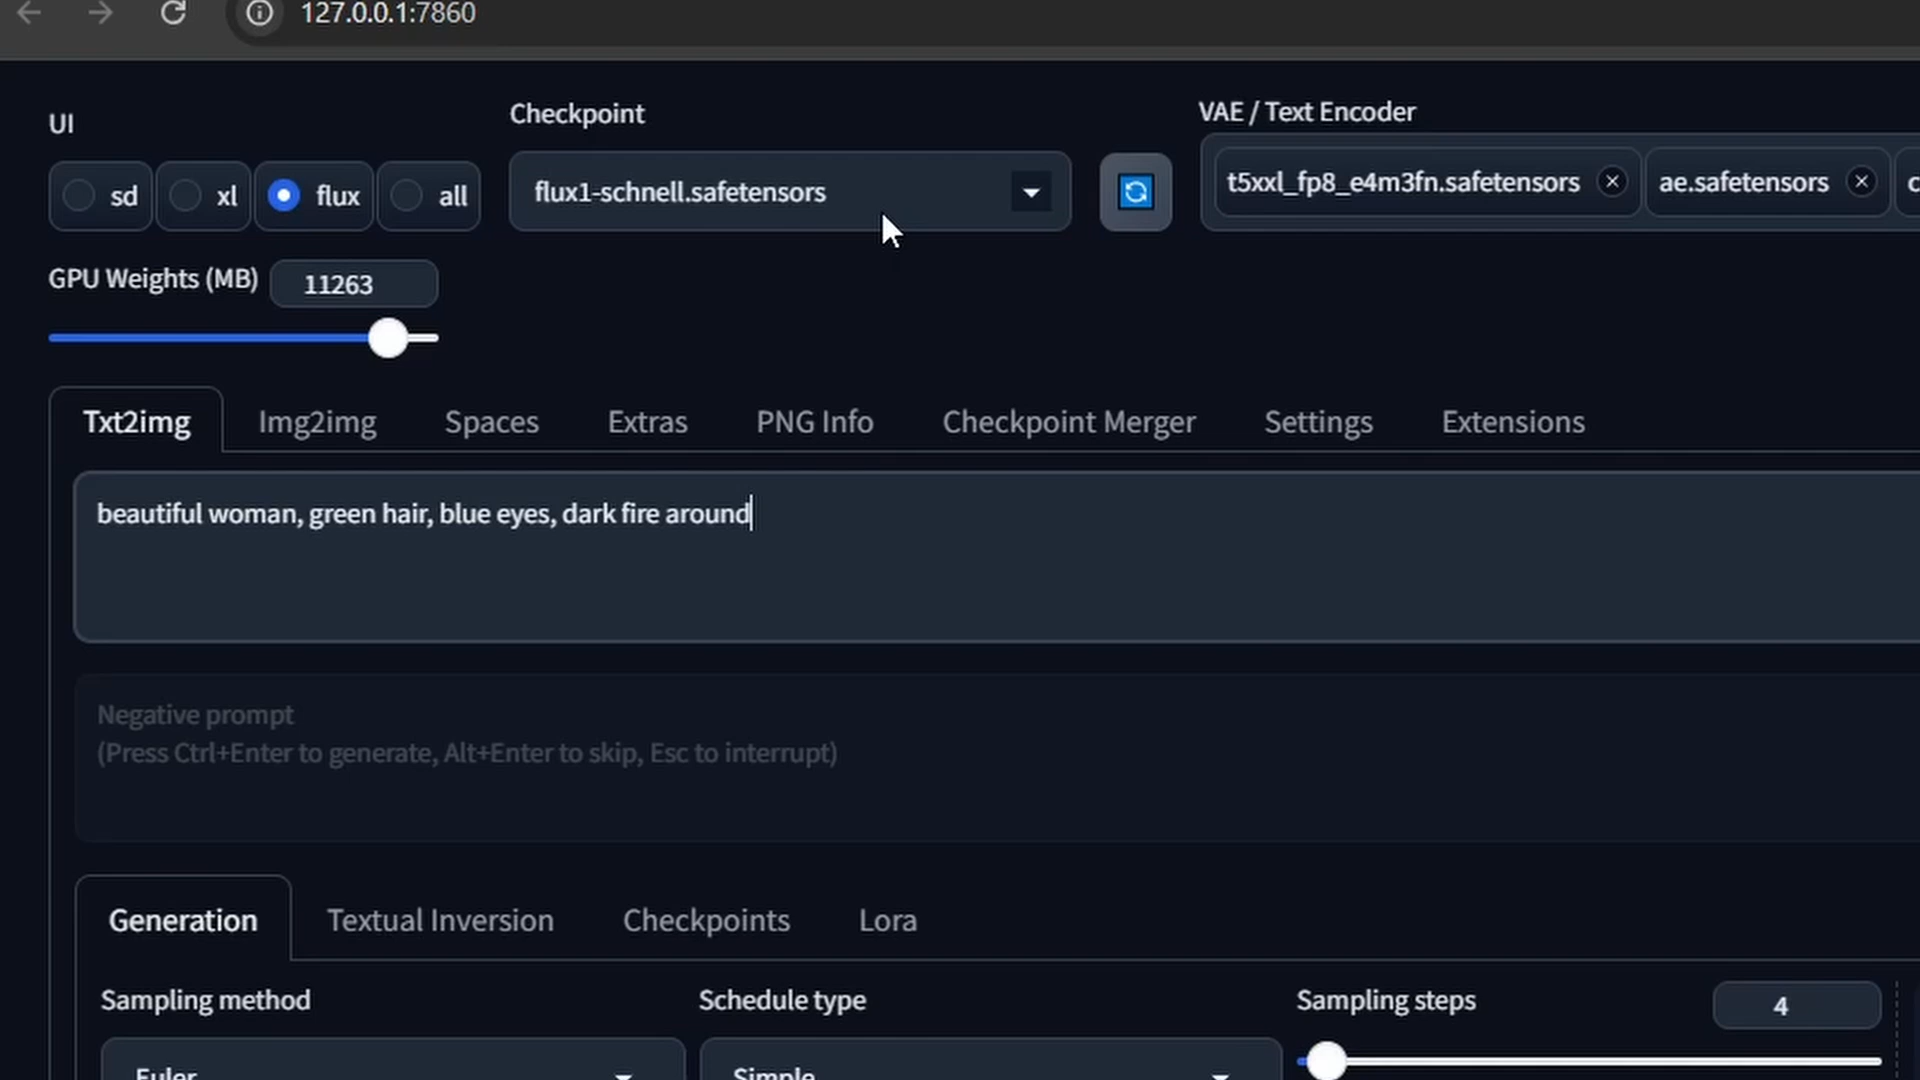 127.0.0.1:7860
UI
Checkpoint
VAE / Text Encoder
sd xl flux all
flux1-schnell.safetensors
t5xxl_fp8_e4m3fn.safetensors ae.safetensors
GPU Weights (MB) 11263
Txt2img Img2img Spaces Extras PNG Info Checkpoint Merger Settings Extensions
beautiful woman, green hair, blue eyes, dark fire around
Negative prompt
(Press Ctrl+Enter to generate, Alt+Enter to skip, Esc to interrupt)
Generation Textual Inversion Checkpoints Lora
Sampling method Schedule type Sampling steps 4
Euler Simple